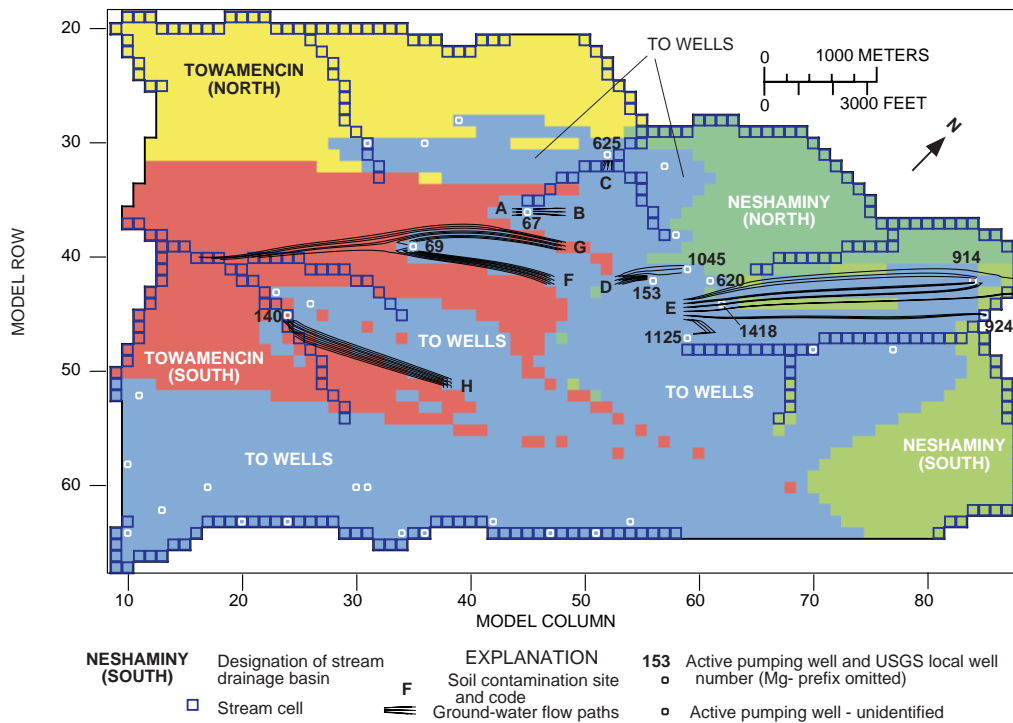 20
30
40
50
60
MODEL ROW
10
20
30
40
50
60
70
80
MODEL COLUMN
TO WELLS
0 1000 METERS
0 3000 FEET
N
TOWAMENCIN
(NORTH)
625
C
A
B
67
NESHAMINY
(NORTH)
69
G
F
D
153
1045
620
914
E
1418
924
1125
140
TO WELLS
TOWAMENCIN
(SOUTH)
H
TO WELLS
TO WELLS
NESHAMINY
(SOUTH)
EXPLANATION
NESHAMINY
(SOUTH)
Designation of stream
drainage basin
Stream cell
F
Soil contamination site
and code
Ground-water flow paths
153
Active pumping well and USGS local well
number (Mg- prefix omitted)
Active pumping well - unidentified